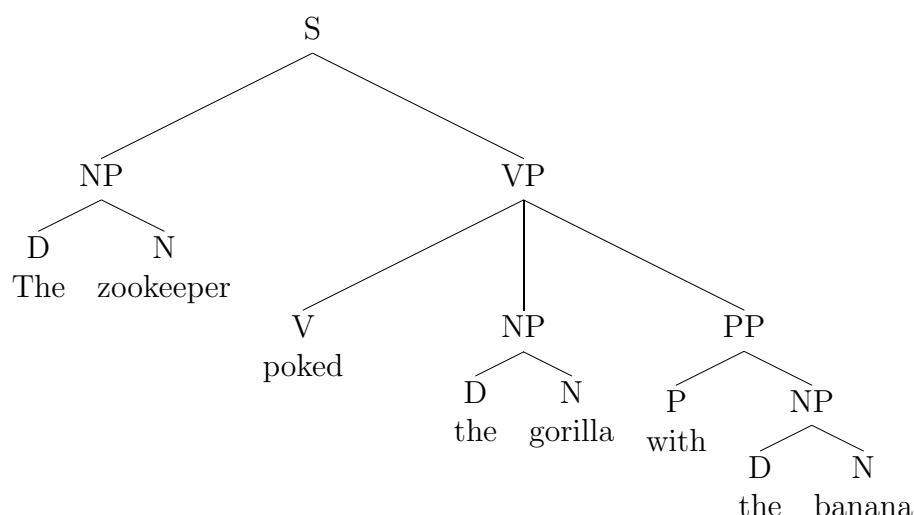 S
NP VP
D N
The zookeeper
V NP PP
poked
D N P NP
the gorilla with
D N
the banana